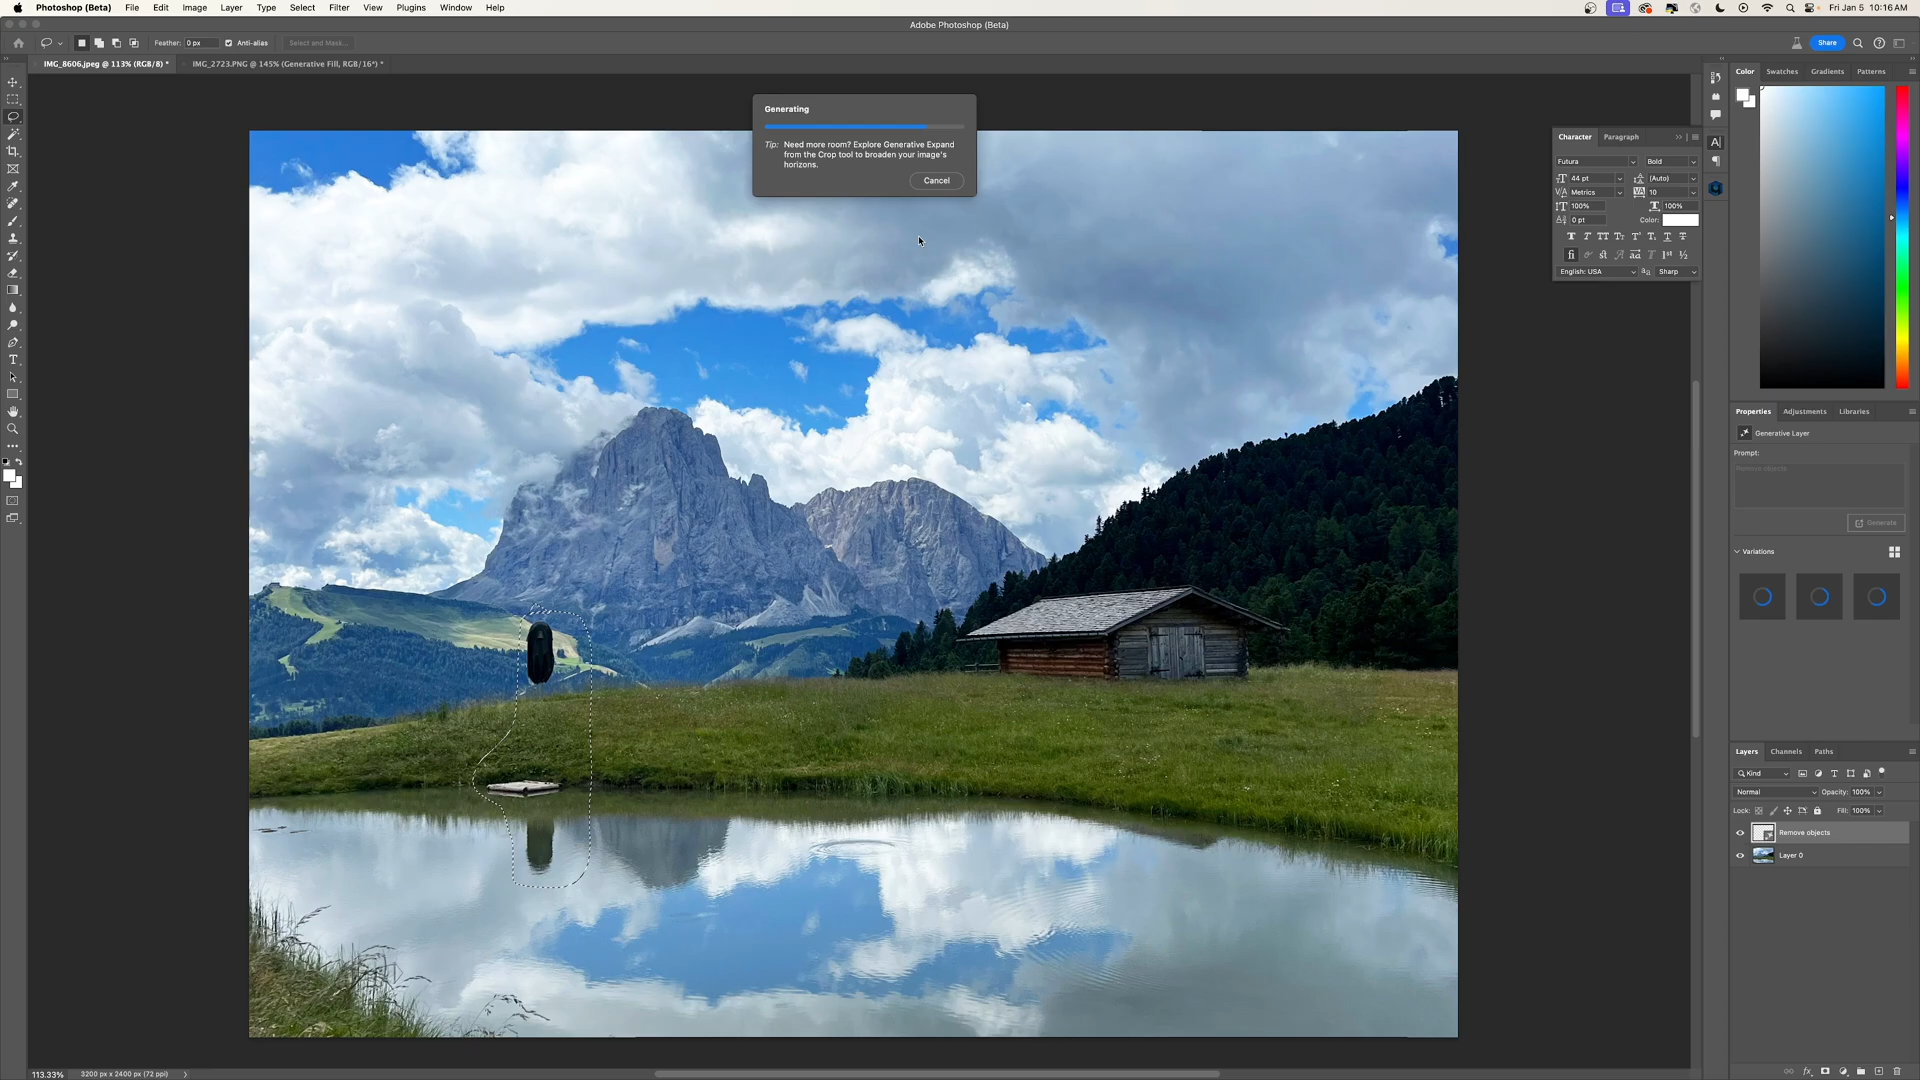 Photoshop (Beta) File Edit Image Layer Type Select Filter View Plugins Window Help
Fri Jan 5 10:16 AM
Adobe Photoshop (Beta)
Feather: 0 px Anti-alias Select and Mask...
Share
IMG_8606.jpeg @ 113% (RGB/8) *
IMG_2723.PNG @ 145% (Generative Fill, RGB/16*) *
Generating
Tip: Need more room? Explore Generative Expand
from the Crop tool to broaden your image's
horizons.
Cancel
Character Paragraph
Futura Bold
44 pt (Auto)
Metrics 10
100% 100%
0 pt Color:
English: USA Sharp
Color Swatches Gradients Patterns
Properties Adjustments Libraries
Generative Layer
Prompt:
Remove objects
Generate
Variations
Layers Channels Paths
Kind
Normal Opacity: 100%
Lock: Fill: 100%
Remove objects
Layer 0
113.33% 3200 px x 2400 px (72 ppi)